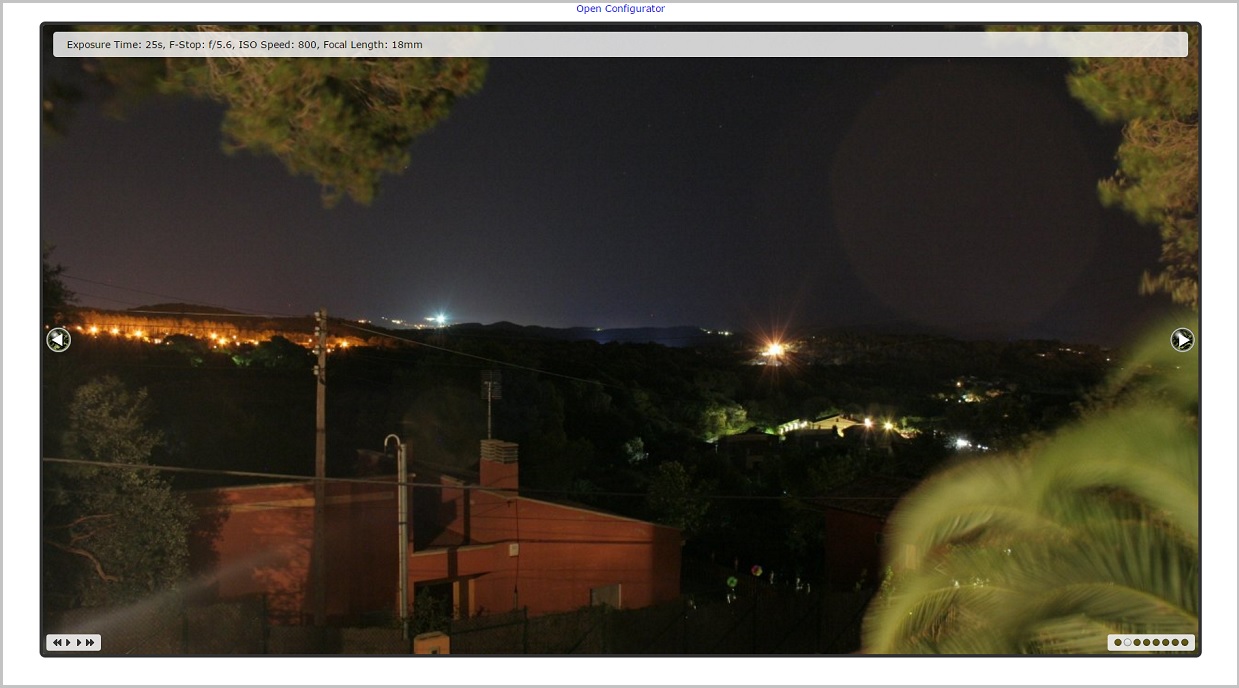 Open Configurator
Exposure Time: 25s, F-Stop: f/5.6, ISO Speed: 800, Focal Length: 18mm